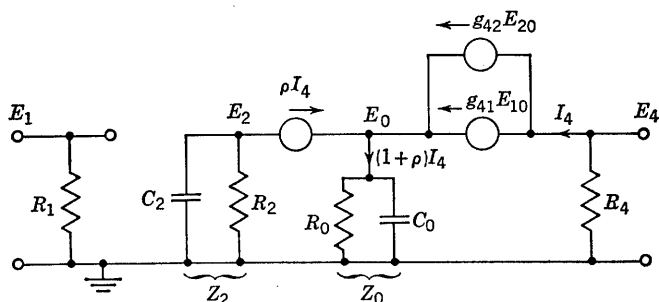 g₄₂E₂₀
ρI₄
g₄₁E₁₀
E₁
E₂
E₀
I₄
E₄
(1+ρ)I₄
R₁
C₂
R₂
R₀
C₀
R₄
Z₂
Z₀